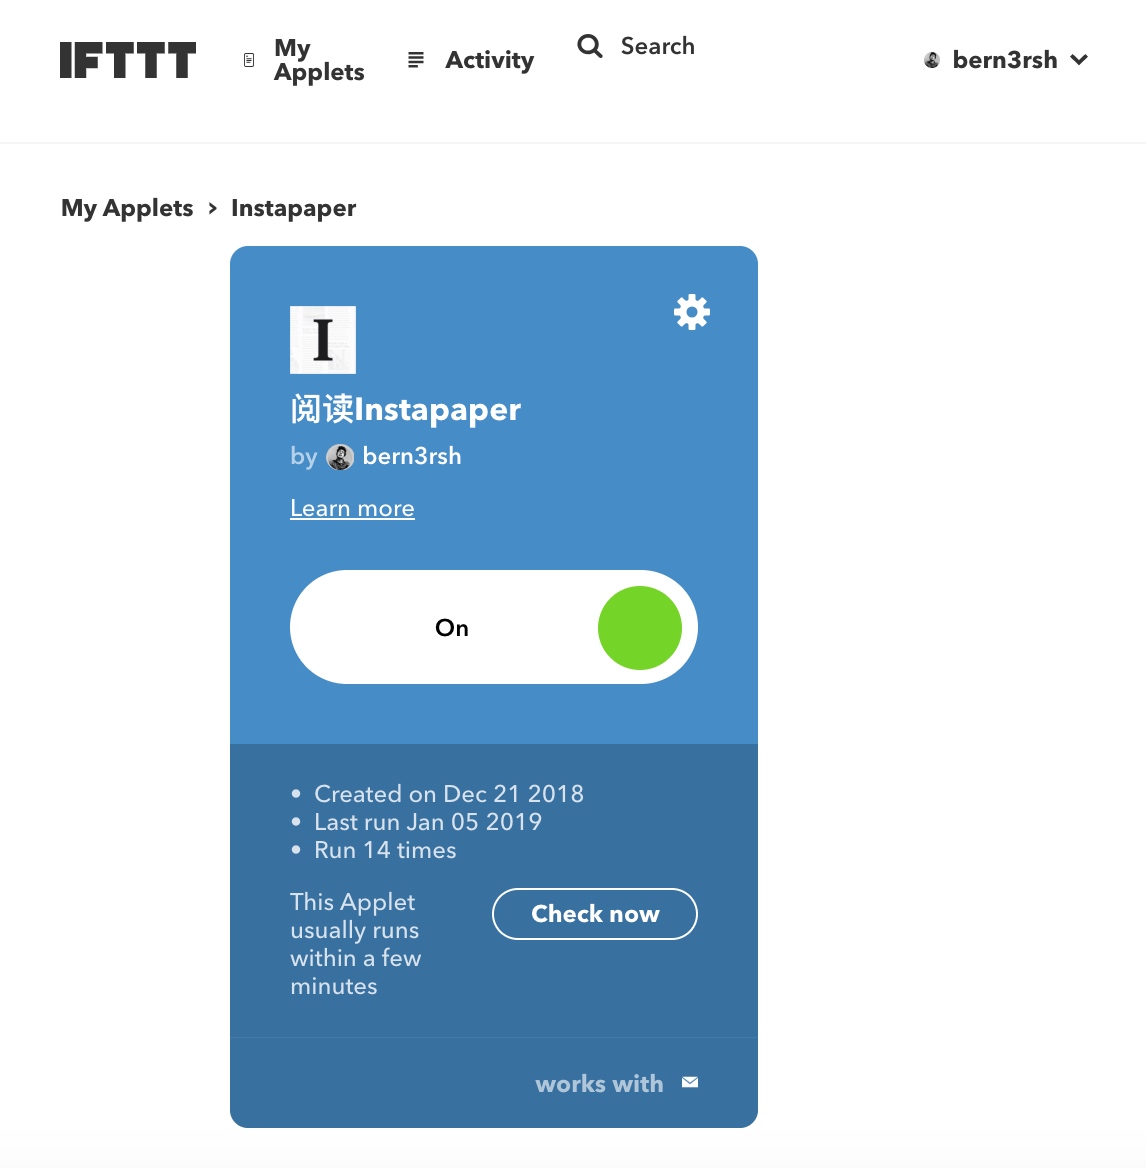 IFTTT
My
Applets
Activity
Search
bern3rsh
My Applets › Instapaper
I
阅读Instapaper
by bern3rsh
Learn more
On
• Created on Dec 21 2018
• Last run Jan 05 2019
• Run 14 times
This Applet
usually runs
within a few
minutes
Check now
works with